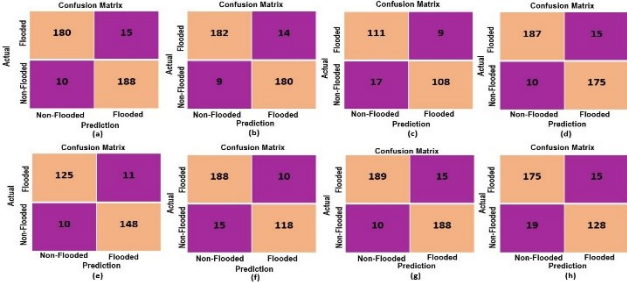 Confusion Matrix
Actual
Flooded
Non-Flooded
180 15
10 188
Non-Flooded Flooded
Prediction
(a)
Confusion Matrix
Actual
Flooded
Non-Flooded
182 14
9 180
Non-Flooded Flooded
Prediction
(b)
Confusion Matrix
Actual
Flooded
Non-Flooded
111 9
17 108
Non-Flooded Flooded
Prediction
(c)
Confusion Matrix
Actual
Flooded
Non-Flooded
187 15
10 175
Non-Flooded Flooded
Prediction
(d)
Confusion Matrix
Actual
Flooded
Non-Flooded
125 11
10 148
Non-Flooded Flooded
Prediction
(e)
Confusion Matrix
Actual
Flooded
Non-Flooded
188 10
15 118
Non-Flooded Flooded
Prediction
(f)
Confusion Matrix
Actual
Flooded
Non-Flooded
189 15
10 188
Non-Flooded Flooded
Prediction
(g)
Confusion Matrix
Actual
Flooded
Non-Flooded
175 15
19 128
Non-Flooded Flooded
Prediction
(h)